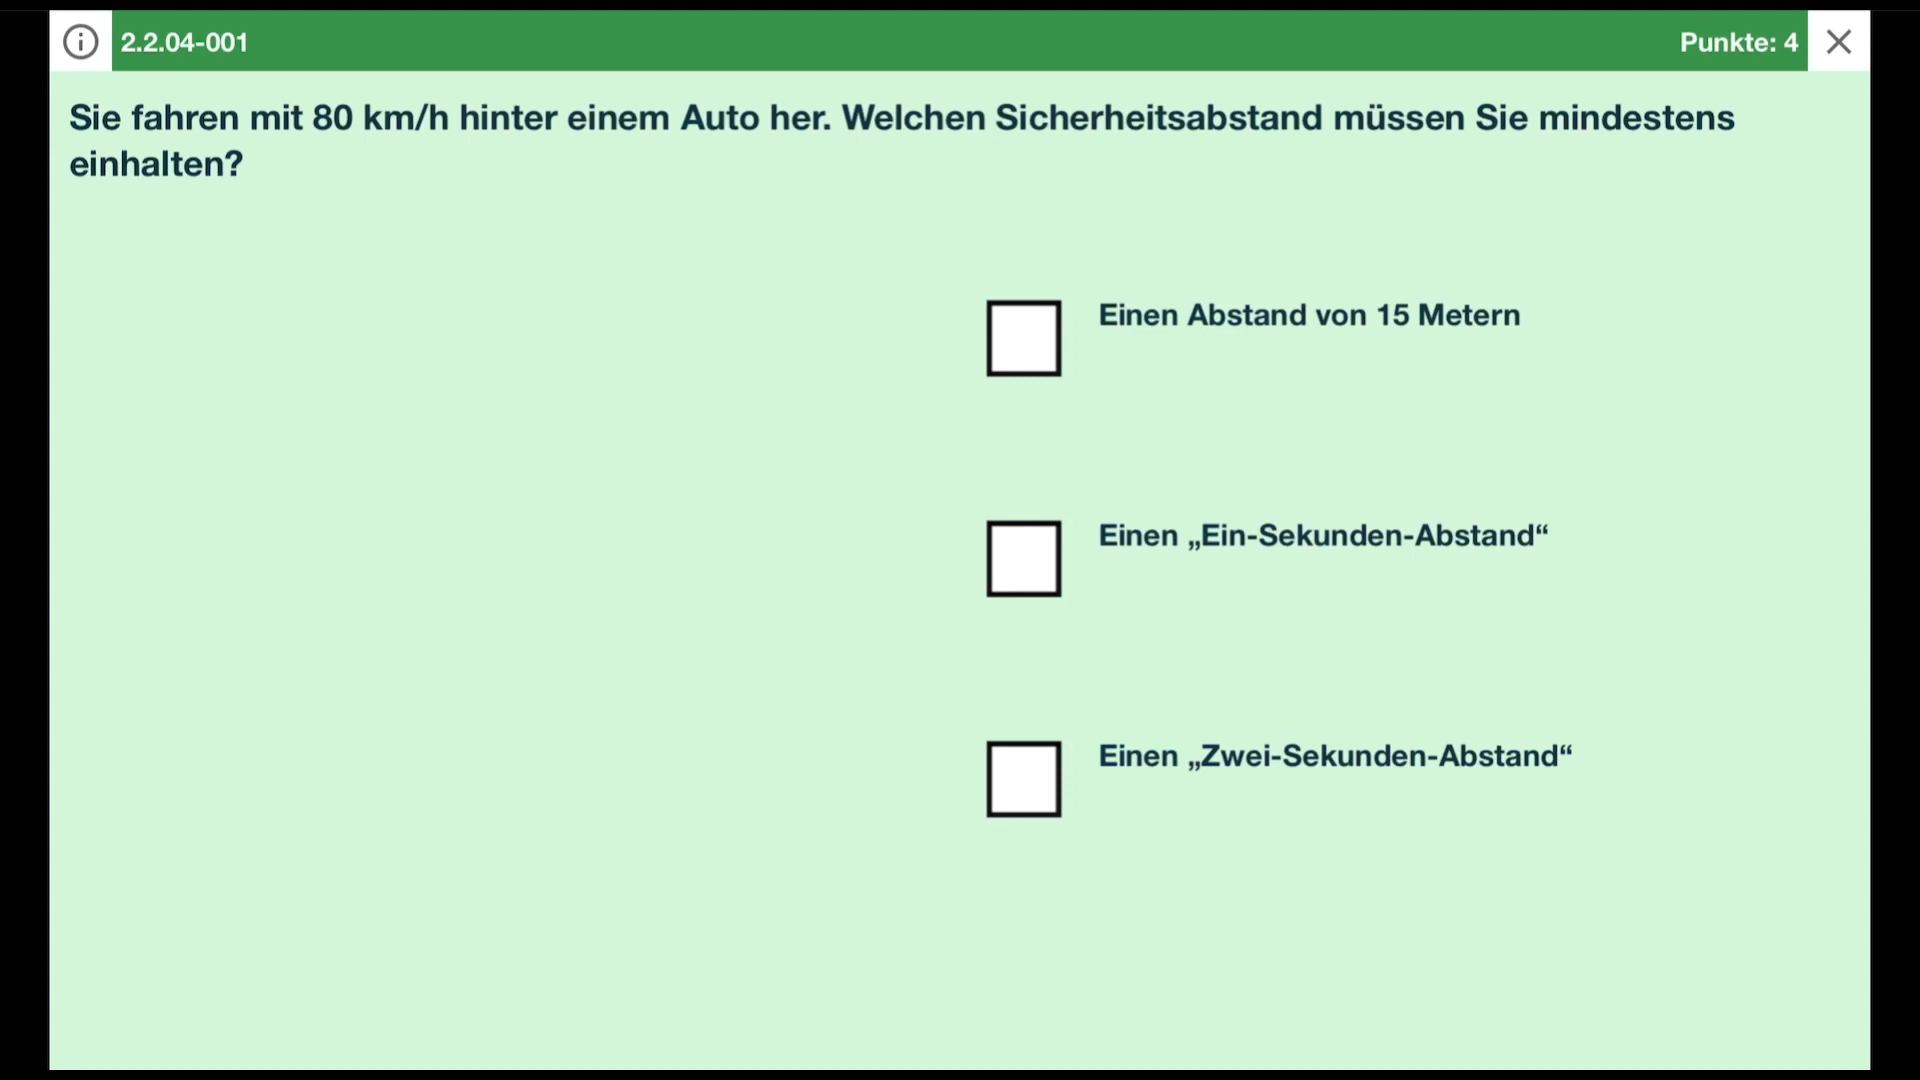 2.2.04-001
Punkte: 4
Sie fahren mit 80 km/h hinter einem Auto her. Welchen Sicherheitsabstand müssen Sie mindestens
einhalten?
Einen Abstand von 15 Metern
Einen „Ein-Sekunden-Abstand“
Einen „Zwei-Sekunden-Abstand“